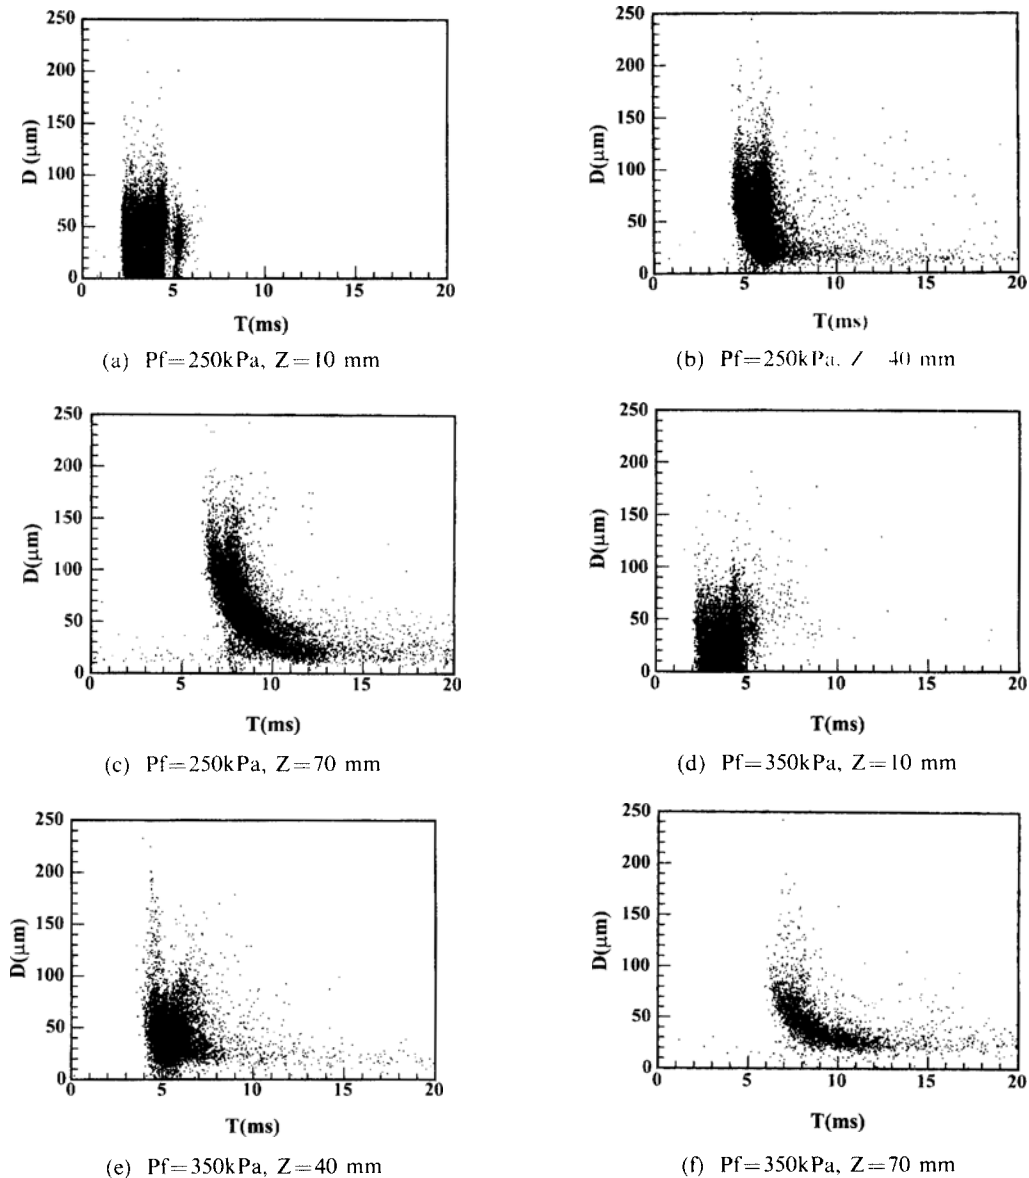 250
200
150
100
50
0
D (μm)
0 5 10 15 20
T(ms)
(a) Pf=250kPa, Z=10 mm
250
200
150
100
50
0
D(μm)
0 5 10 15 20
T(ms)
(b) Pf=250kPa, Z 40 mm
250
200
150
100
50
0
D(μm)
0 5 10 15 20
T(ms)
(c) Pf=250kPa, Z=70 mm
250
200
150
100
50
0
D(μm)
0 5 10 15 20
T(ms)
(d) Pf=350kPa, Z=10 mm
250
200
150
100
50
0
D(μm)
0 5 10 15 20
T(ms)
(e) Pf=350kPa, Z=40 mm
250
200
150
100
50
0
D(μm)
0 5 10 15 20
T(ms)
(f) Pf=350kPa, Z=70 mm